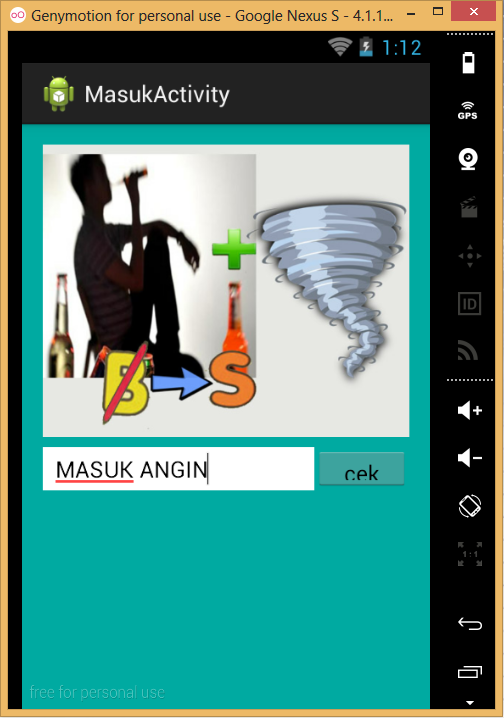 Genymotion for personal use - Google Nexus S - 4.1.1...
1:12
MasukActivity
B S
MASUK ANGIN
cek
GPS
ID
1:1
free for personal use